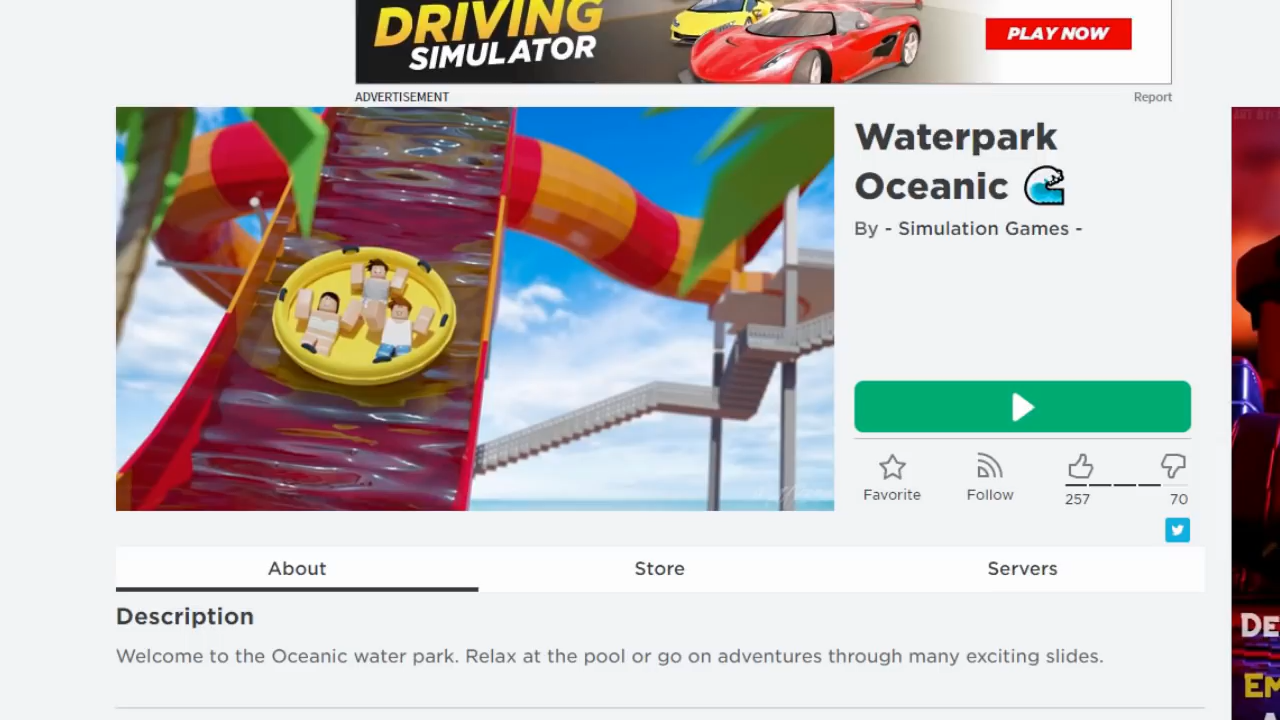 DRIVING
SIMULATOR
PLAY NOW
ADVERTISEMENT
Report
Waterpark
Oceanic 🌊
By - Simulation Games -
Favorite
Follow
257
70
About
Store
Servers
Description
Welcome to the Oceanic water park. Relax at the pool or go on adventures through many exciting slides.
DE
EM